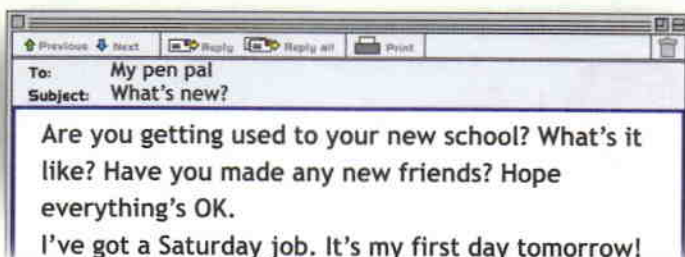 Previous Next Reply Reply all Print
To: My pen pal
Subject: What's new?
Are you getting used to your new school? What's it
like? Have you made any new friends? Hope
everything's OK.
I've got a Saturday job. It's my first day tomorrow!